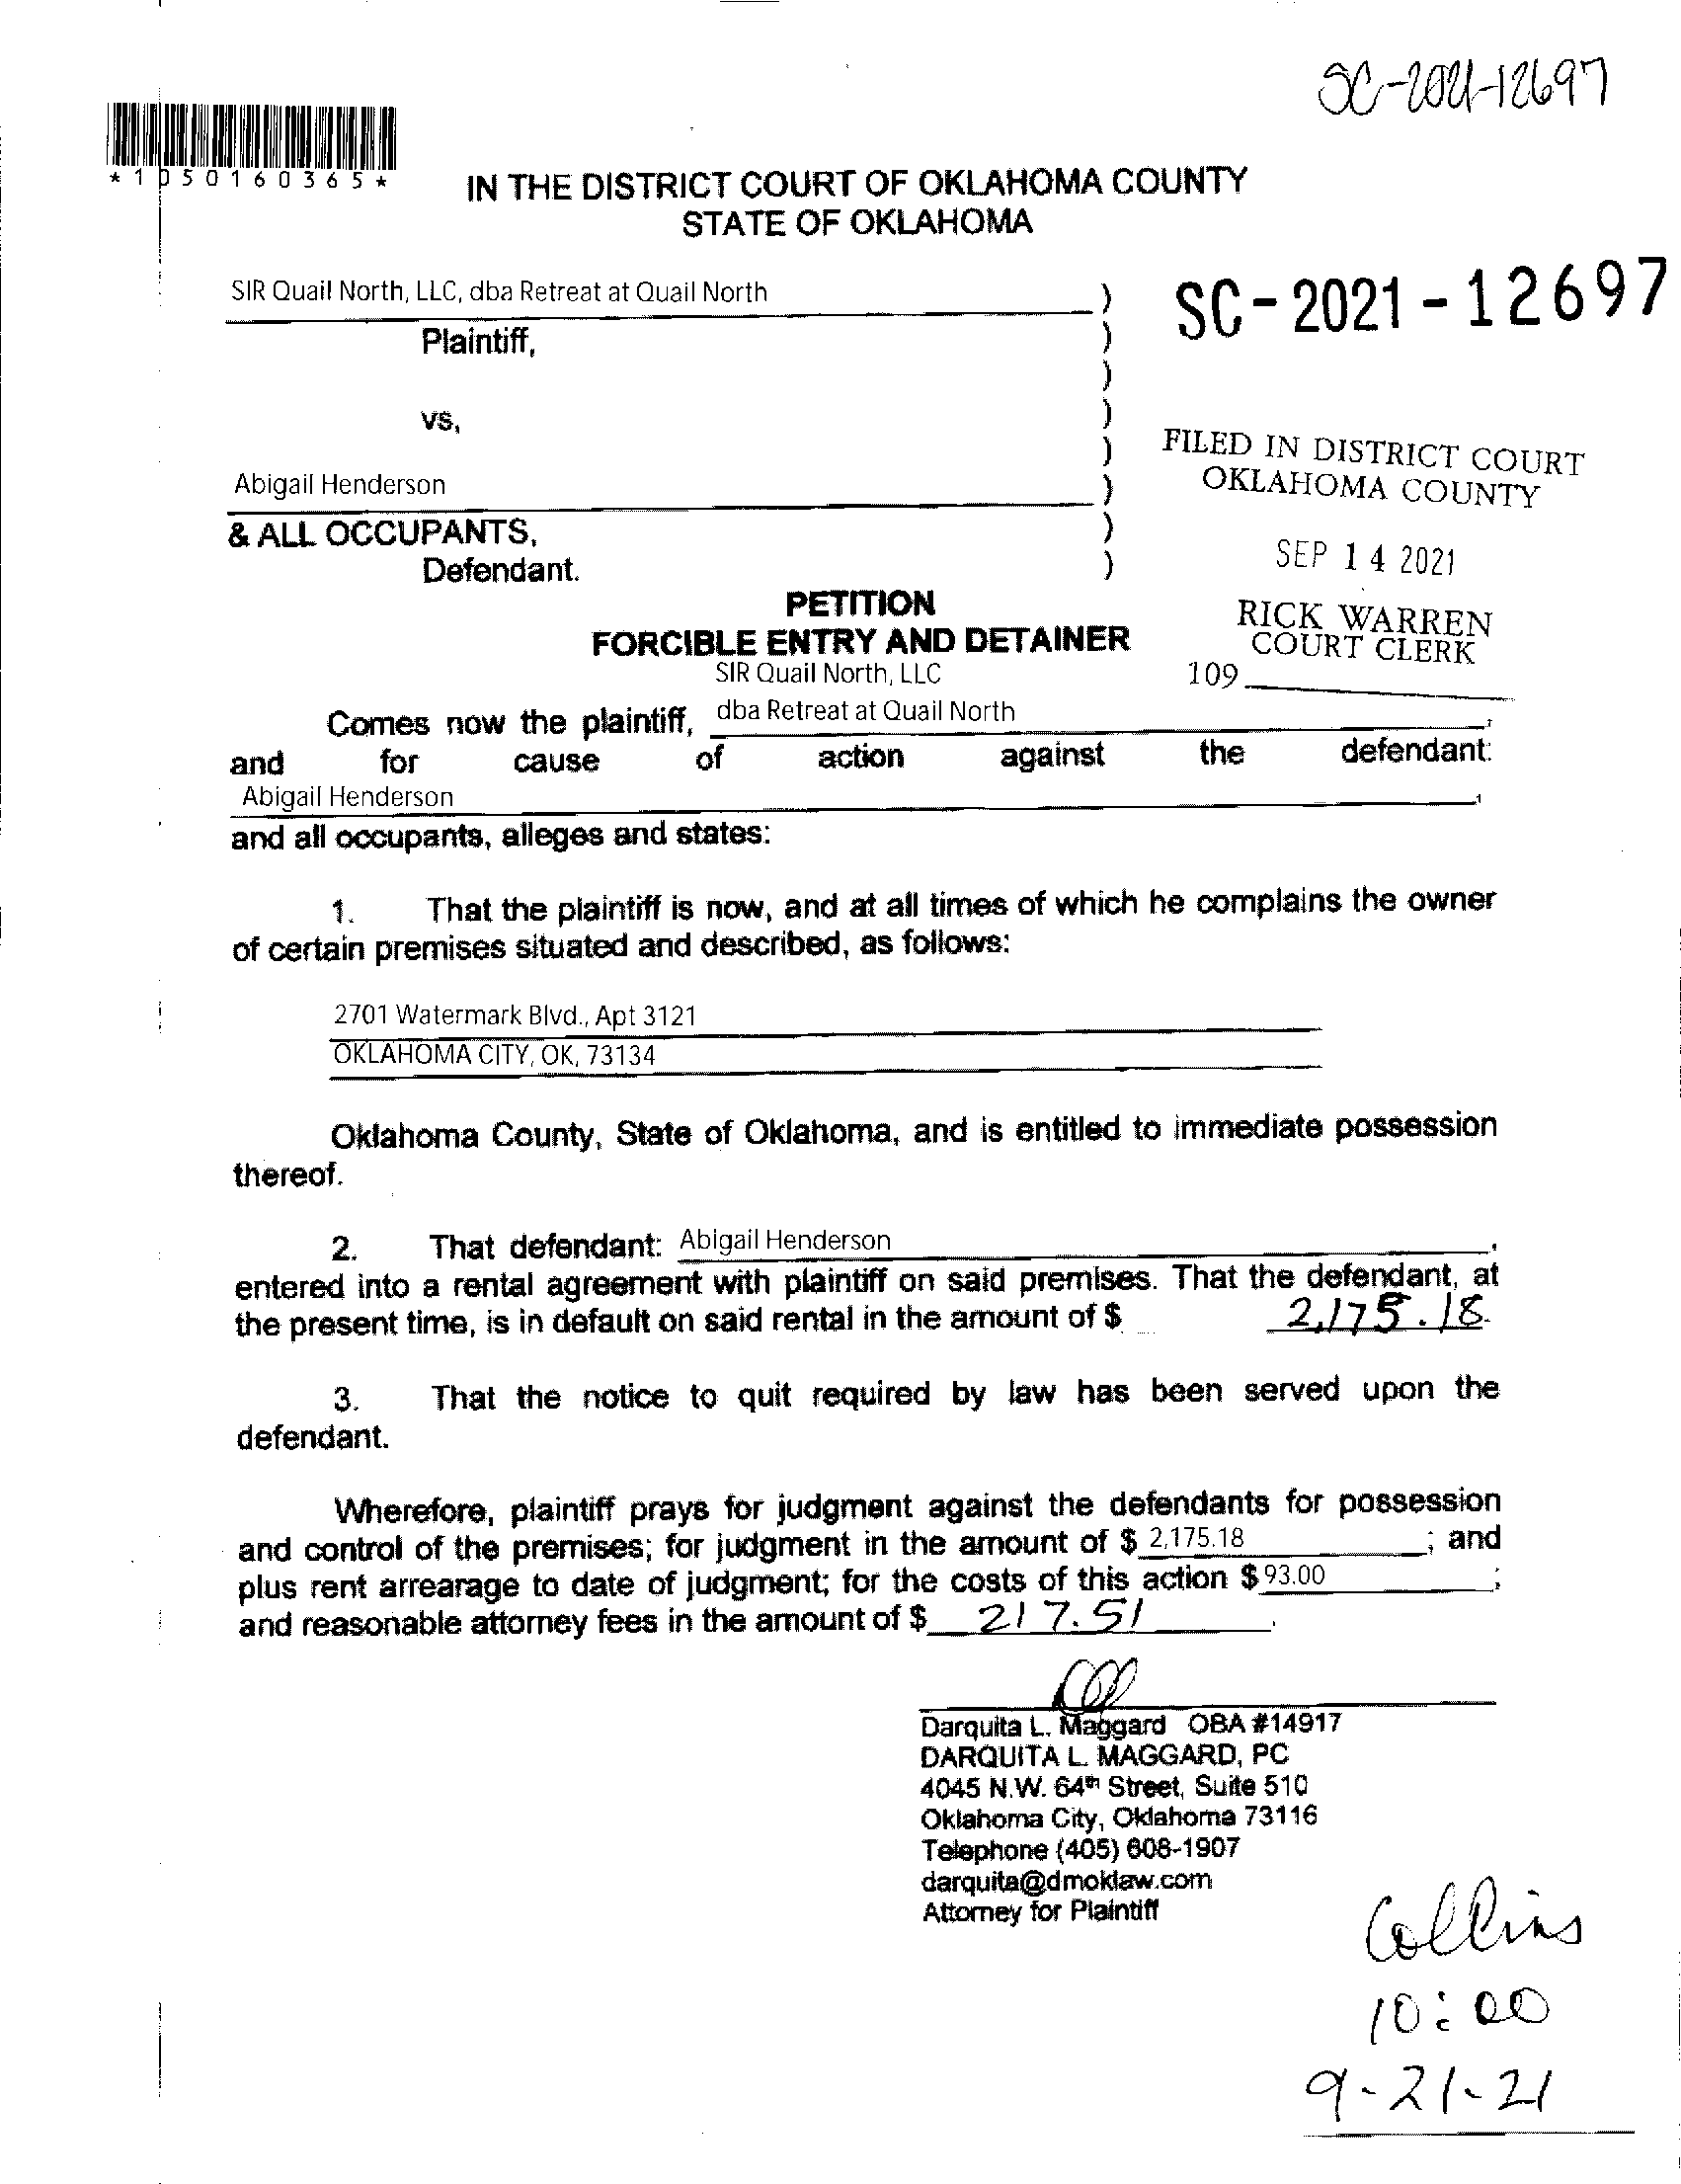 SC-2021-12697
*1050160365*
IN THE DISTRICT COURT OF OKLAHOMA COUNTY
STATE OF OKLAHOMA
SIR Quail North, LLC, dba Retreat at Quail North )
Plaintiff, )
)
vs, )
)
Abigail Henderson )
& ALL OCCUPANTS, )
Defendant. )
SC-2021-12697
FILED IN DISTRICT COURT
OKLAHOMA COUNTY
SEP 14 2021
RICK WARREN
COURT CLERK
109
PETITION
FORCIBLE ENTRY AND DETAINER
SIR Quail North, LLC
Comes now the plaintiff, dba Retreat at Quail North,
and for cause of action against the defendant:
Abigail Henderson,
and all occupants, alleges and states:
1. That the plaintiff is now, and at all times of which he complains the owner
of certain premises situated and described, as follows:
2701 Watermark Blvd., Apt 3121
OKLAHOMA CITY, OK, 73134
Oklahoma County, State of Oklahoma, and is entitled to immediate possession
thereof.
2. That defendant: Abigail Henderson,
entered into a rental agreement with plaintiff on said premises. That the defendant, at
the present time, is in default on said rental in the amount of $ 2,175.18.
3. That the notice to quit required by law has been served upon the
defendant.
Wherefore, plaintiff prays for judgment against the defendants for possession
and control of the premises; for judgment in the amount of $ 2,175.18; and
plus rent arrearage to date of judgment; for the costs of this action $ 93.00;
and reasonable attorney fees in the amount of $ 217.51.
Darquita L. Maggard OBA #14917
DARQUITA L. MAGGARD, PC
4045 N.W. 64th Street, Suite 510
Oklahoma City, Oklahoma 73116
Telephone (405) 608-1907
darquita@dmoklaw.com
Attorney for Plaintiff
Collins
10:00
9-21-21